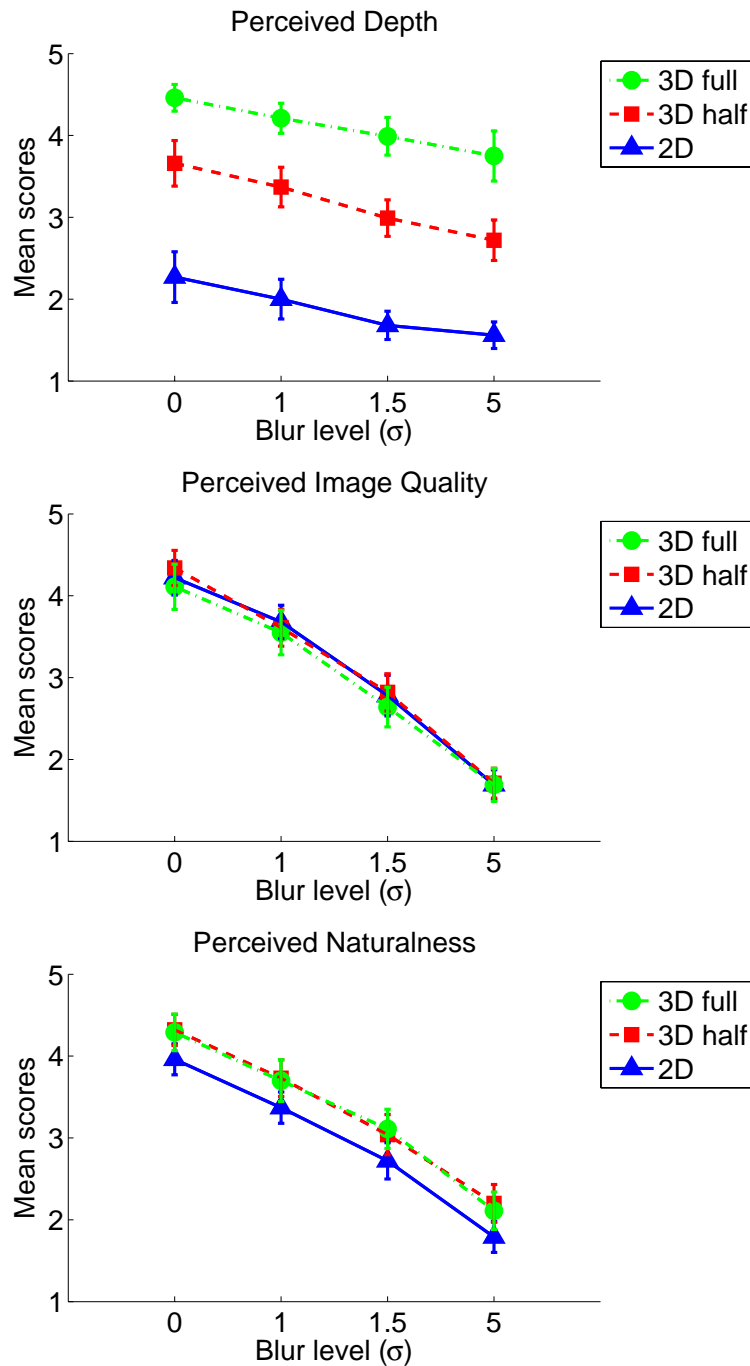 Perceived Depth
5
4
3
2
1
Mean scores
0 1 1.5 5
Blur level (σ)
3D full
3D half
2D
Perceived Image Quality
5
4
3
2
1
Mean scores
0 1 1.5 5
Blur level (σ)
3D full
3D half
2D
Perceived Naturalness
5
4
3
2
1
Mean scores
0 1 1.5 5
Blur level (σ)
3D full
3D half
2D